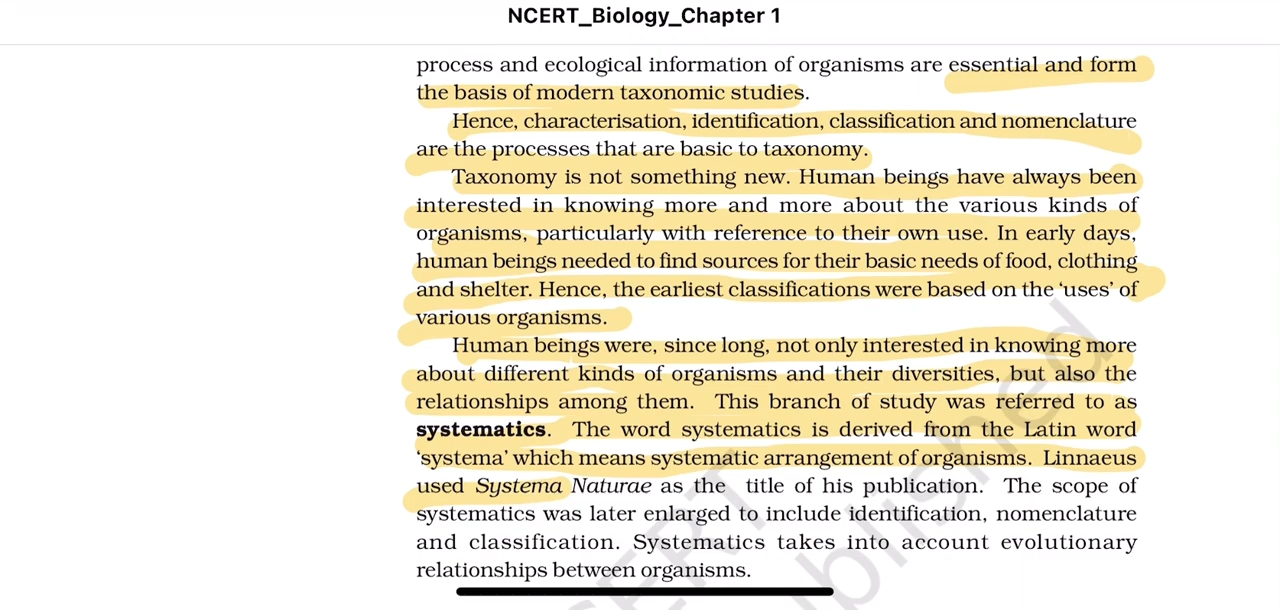 NCERT_Biology_Chapter 1
process and ecological information of organisms are essential and form
the basis of modern taxonomic studies.
Hence, characterisation, identification, classification and nomenclature
are the processes that are basic to taxonomy.
Taxonomy is not something new. Human beings have always been
interested in knowing more and more about the various kinds of
organisms, particularly with reference to their own use. In early days,
human beings needed to find sources for their basic needs of food, clothing
and shelter. Hence, the earliest classifications were based on the ‘uses’ of
various organisms.
Human beings were, since long, not only interested in knowing more
about different kinds of organisms and their diversities, but also the
relationships among them. This branch of study was referred to as
systematics. The word systematics is derived from the Latin word
‘systema’ which means systematic arrangement of organisms. Linnaeus
used Systema Naturae as the title of his publication. The scope of
systematics was later enlarged to include identification, nomenclature
and classification. Systematics takes into account evolutionary
relationships between organisms.